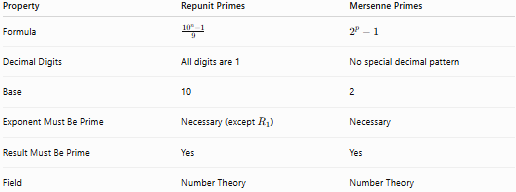 Property Repunit Primes Mersenne Primes
Formula \frac{10^n-1}{9} 2^p − 1
Decimal Digits All digits are 1 No special decimal pattern
Base 10 2
Exponent Must Be Prime Necessary (except R₁) Necessary
Result Must Be Prime Yes Yes
Field Number Theory Number Theory